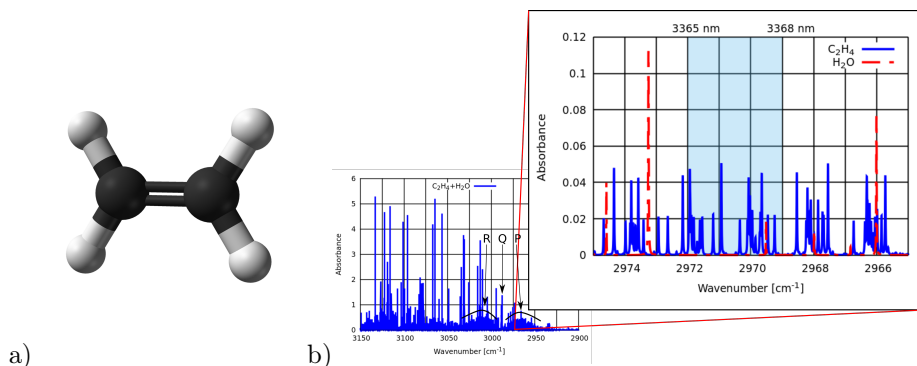 3365 nm 3368 nm
0.12
0.1
0.08
0.06
0.04
0.02
0
Absorbance
C₂H₄
H₂O
2974 2972 2970 2968 2966
Wavenumber [cm⁻¹]
6
5
4
3
2
1
0
Absorbance
C₂H₄+H₂O
R Q P
3150 3100 3050 3000 2950 2900
Wavenumber [cm⁻¹]
a) b)